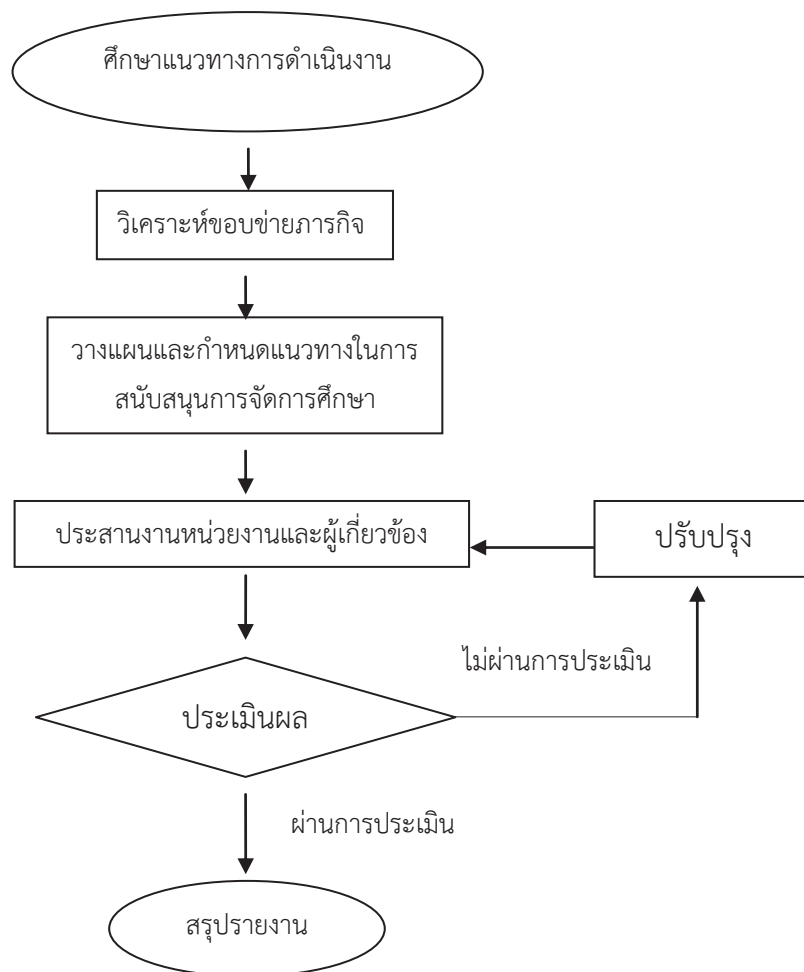 ศึกษาแนวทางการดำเนินงาน
วิเคราะห์ขอบข่ายภารกิจ
วางแผนและกำหนดแนวทางในการ
สนับสนุนการจัดการศึกษา
ประสานงานหน่วยงานและผู้เกี่ยวข้อง
ปรับปรุง
ไม่ผ่านการประเมิน
ประเมินผล
ผ่านการประเมิน
สรุปรายงาน